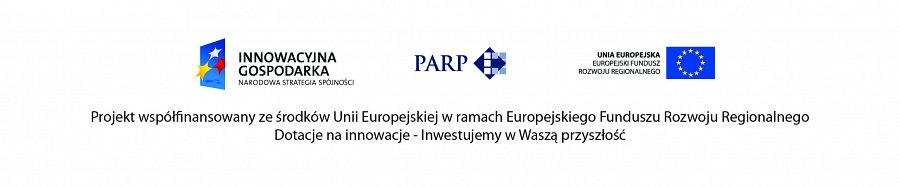 INNOWACYJNA
GOSPODARKA
NARODOWA STRATEGIA SPÓJNOŚCI
PARP
UNIA EUROPEJSKA
EUROPEJSKI FUNDUSZ
ROZWOJU REGIONALNEGO
Projekt współfinansowany ze środków Unii Europejskiej w ramach Europejskiego Funduszu Rozwoju Regionalnego
Dotacje na innowacje - Inwestujemy w Waszą przyszłość